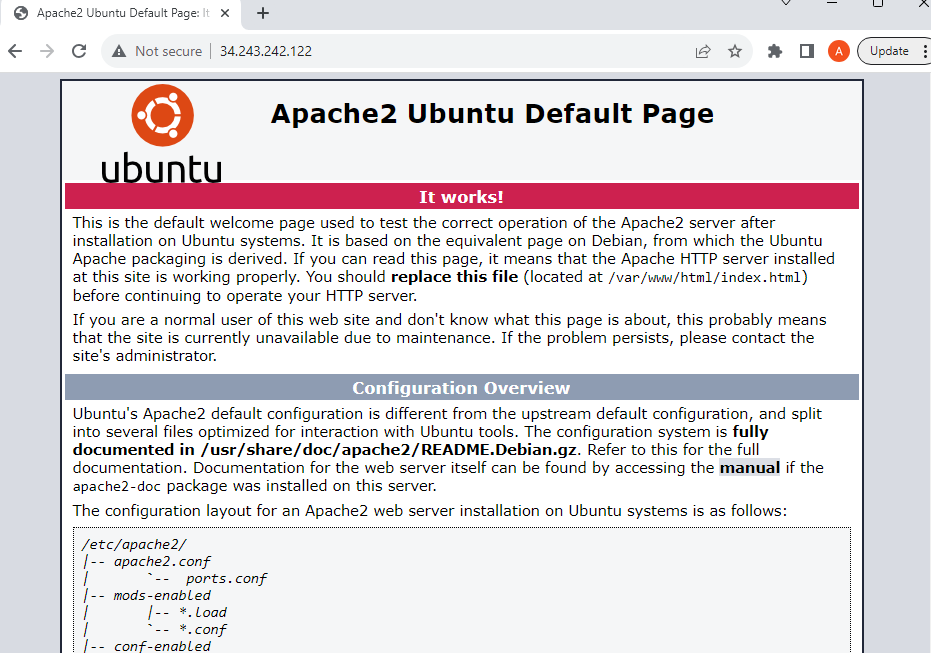 Apache2 Ubuntu Default Page: It
Not secure
34.243.242.122
A
Update
ubuntu
Apache2 Ubuntu Default Page
It works!
This is the default welcome page used to test the correct operation of the Apache2 server after
installation on Ubuntu systems. It is based on the equivalent page on Debian, from which the Ubuntu
Apache packaging is derived. If you can read this page, it means that the Apache HTTP server installed
at this site is working properly. You should replace this file (located at /var/www/html/index.html)
before continuing to operate your HTTP server.
If you are a normal user of this web site and don't know what this page is about, this probably means
that the site is currently unavailable due to maintenance. If the problem persists, please contact the
site's administrator.
Configuration Overview
Ubuntu's Apache2 default configuration is different from the upstream default configuration, and split
into several files optimized for interaction with Ubuntu tools. The configuration system is fully
documented in /usr/share/doc/apache2/README.Debian.gz. Refer to this for the full
documentation. Documentation for the web server itself can be found by accessing the manual if the
apache2-doc package was installed on this server.
The configuration layout for an Apache2 web server installation on Ubuntu systems is as follows:
/etc/apache2/
|-- apache2.conf
|       `--  ports.conf
|-- mods-enabled
|       |-- *.load
|       `-- *.conf
|-- conf-enabled